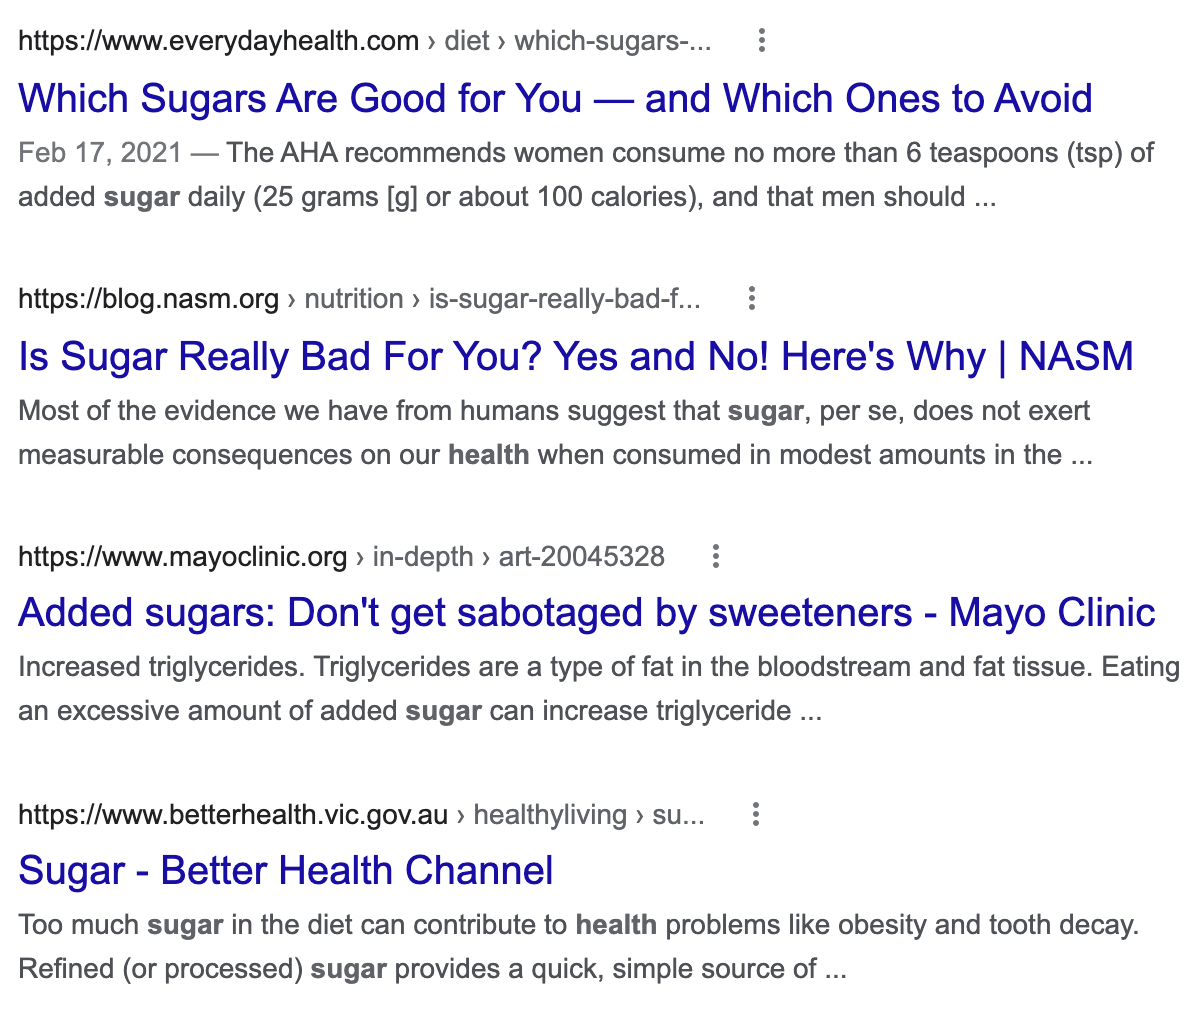 https://www.everydayhealth.com › diet › which-sugars-...
Which Sugars Are Good for You — and Which Ones to Avoid
Feb 17, 2021 — The AHA recommends women consume no more than 6 teaspoons (tsp) of
added sugar daily (25 grams [g] or about 100 calories), and that men should ...
https://blog.nasm.org › nutrition › is-sugar-really-bad-f...
Is Sugar Really Bad For You? Yes and No! Here's Why | NASM
Most of the evidence we have from humans suggest that sugar, per se, does not exert
measurable consequences on our health when consumed in modest amounts in the ...
https://www.mayoclinic.org › in-depth › art-20045328
Added sugars: Don't get sabotaged by sweeteners - Mayo Clinic
Increased triglycerides. Triglycerides are a type of fat in the bloodstream and fat tissue. Eating
an excessive amount of added sugar can increase triglyceride ...
https://www.betterhealth.vic.gov.au › healthyliving › su...
Sugar - Better Health Channel
Too much sugar in the diet can contribute to health problems like obesity and tooth decay.
Refined (or processed) sugar provides a quick, simple source of ...